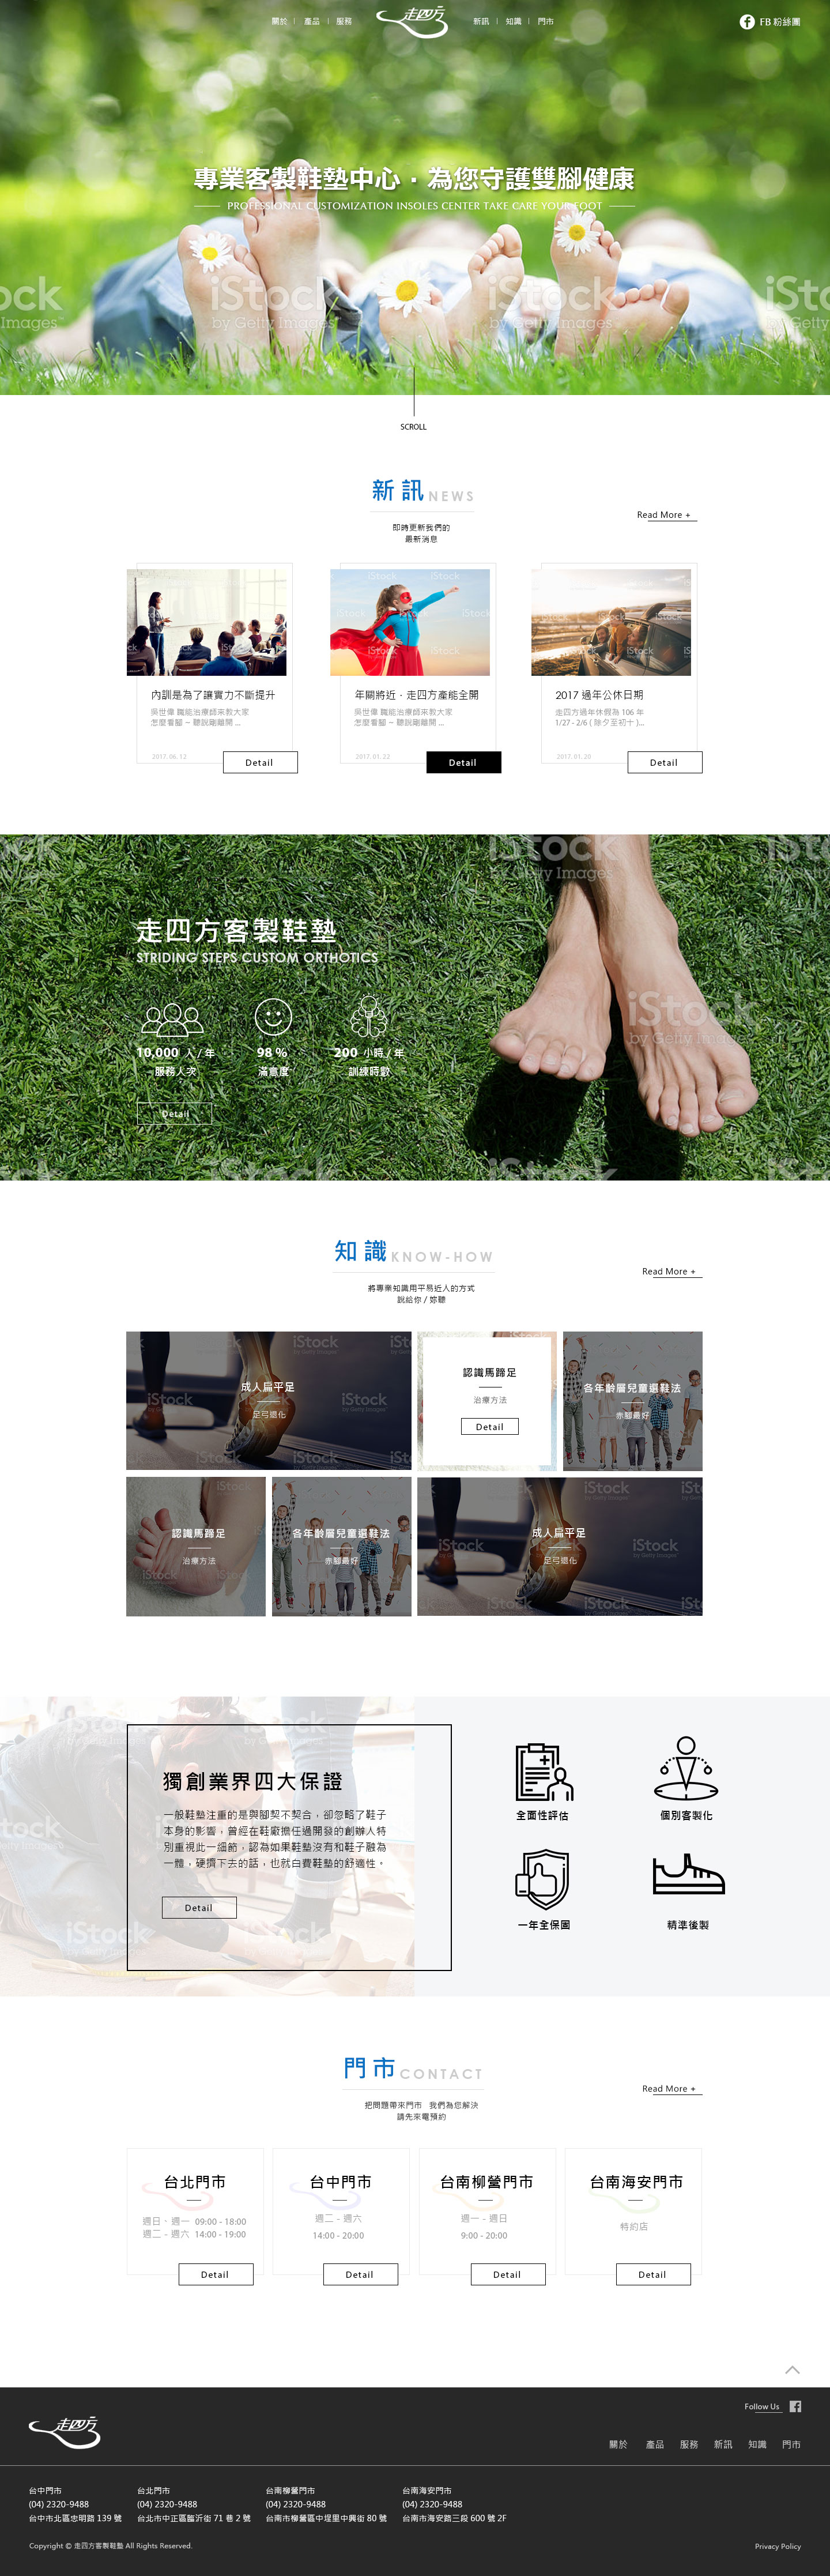 關於
產品
服務
走四方
新訊
知識
門市
FB 粉絲團
專業客製鞋墊中心・為您守護雙腳健康
PROFESSIONAL CUSTOMIZATION INSOLES CENTER TAKE CARE YOUR FOOT
iStock
by Getty Images™
SCROLL
新訊 NEWS
即時更新我們的
最新消息
Read More +
內訓是為了讓實力不斷提升
吳世偉 職能治療師來教大家
怎麼看腳 – 聽說剛離開 ...
2017. 06. 12
Detail
年關將近・走四方產能全開
吳世偉 職能治療師來教大家
怎麼看腳 – 聽說剛離開 ...
2017. 01. 22
Detail
2017 過年公休日期
走四方過年休假為 106 年
1/27 - 2/6 ( 除夕至初十 )...
2017. 01. 20
Detail
走四方客製鞋墊
STRIDING STEPS CUSTOM ORTHOTICS
10,000 人 / 年
服務人次
98 %
滿意度
200 小時 / 年
訓練時數
Detail
知識 KNOW-HOW
將專業知識用平易近人的方式
說給你 / 妳聽
Read More +
成人扁平足
足弓退化
認識馬蹄足
治療方法
Detail
各年齡層兒童選鞋法
赤腳最好
認識馬蹄足
治療方法
各年齡層兒童選鞋法
赤腳最好
成人扁平足
足弓退化
獨創業界四大保證
一般鞋墊注重的是與腳契不契合，卻忽略了鞋子
本身的影響，曾經在鞋廠擔任過開發的創辦人特
別重視此一細節，認為如果鞋墊沒有和鞋子融為
一體，硬擠下去的話，也就白費鞋墊的舒適性。
Detail
全面性評估
個別客製化
一年全保固
精準後製
門市 CONTACT
把問題帶來門市 我們為您解決
請先來電預約
Read More +
台北門市
週日、週一 09:00 - 18:00
週二 - 週六 14:00 - 19:00
Detail
台中門市
週二 - 週六
14:00 - 20:00
Detail
台南柳營門市
週一 - 週日
9:00 - 20:00
Detail
台南海安門市
特約店
Detail
Follow Us
走四方
關於
產品
服務
新訊
知識
門市
台中門市
(04) 2320-9488
台中市北區忠明路 139 號
台北門市
(04) 2320-9488
台北市中正區臨沂街 71 巷 2 號
台南柳營門市
(04) 2320-9488
台南市柳營區中埕里中興街 80 號
台南海安門市
(04) 2320-9488
台南市海安路三段 600 號 2F
Copyright © 走四方客製鞋墊 All Rights Reserved.
Privacy Policy